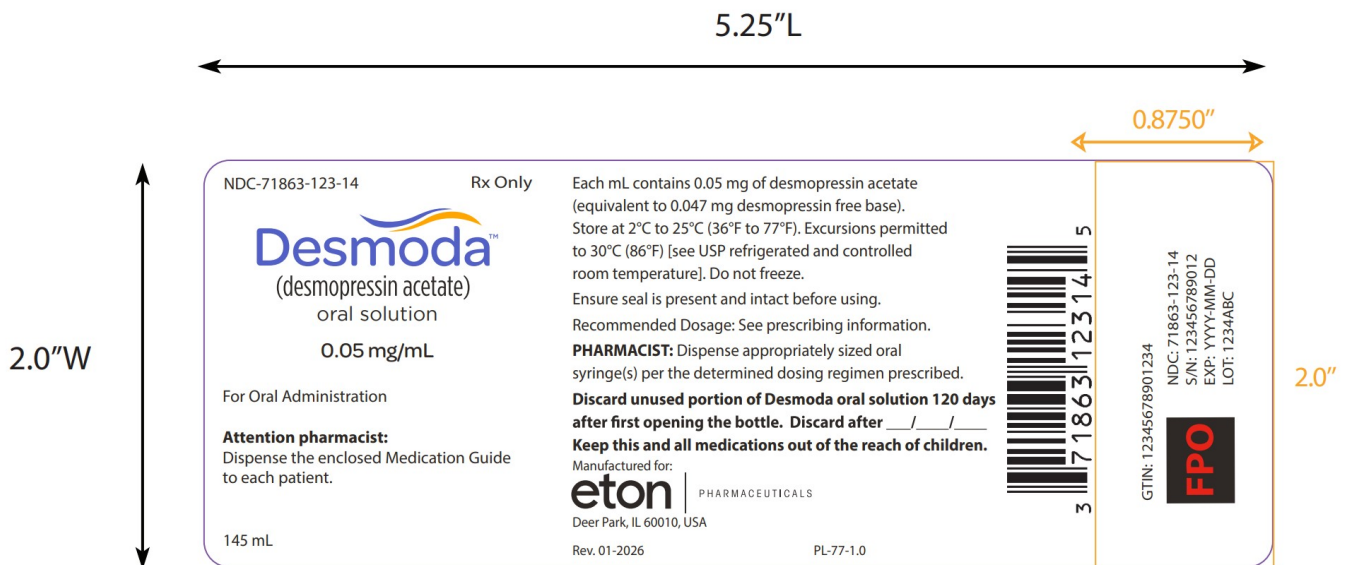 5.25”L
0.8750”
2.0”W
2.0”
NDC-71863-123-14
Rx Only
Desmoda™
(desmopressin acetate)
oral solution
0.05 mg/mL
For Oral Administration
Attention pharmacist:
Dispense the enclosed Medication Guide
to each patient.
145 mL
Each mL contains 0.05 mg of desmopressin acetate
(equivalent to 0.047 mg desmopressin free base).
Store at 2°C to 25°C (36°F to 77°F). Excursions permitted
to 30°C (86°F) [see USP refrigerated and controlled
room temperature]. Do not freeze.
Ensure seal is present and intact before using.
Recommended Dosage: See prescribing information.
PHARMACIST: Dispense appropriately sized oral
syringe(s) per the determined dosing regimen prescribed.
Discard unused portion of Desmoda oral solution 120 days
after first opening the bottle. Discard after ___/____/____
Keep this and all medications out of the reach of children.
Manufactured for:
eton PHARMACEUTICALS
Deer Park, IL 60010, USA
Rev. 01-2026
PL-77-1.0
3 71863 12314 5
GTIN: 12345678901234
NDC: 71863-123-14
S/N: 123456789012
EXP: YYYY-MM-DD
LOT: 1234ABC
FPO